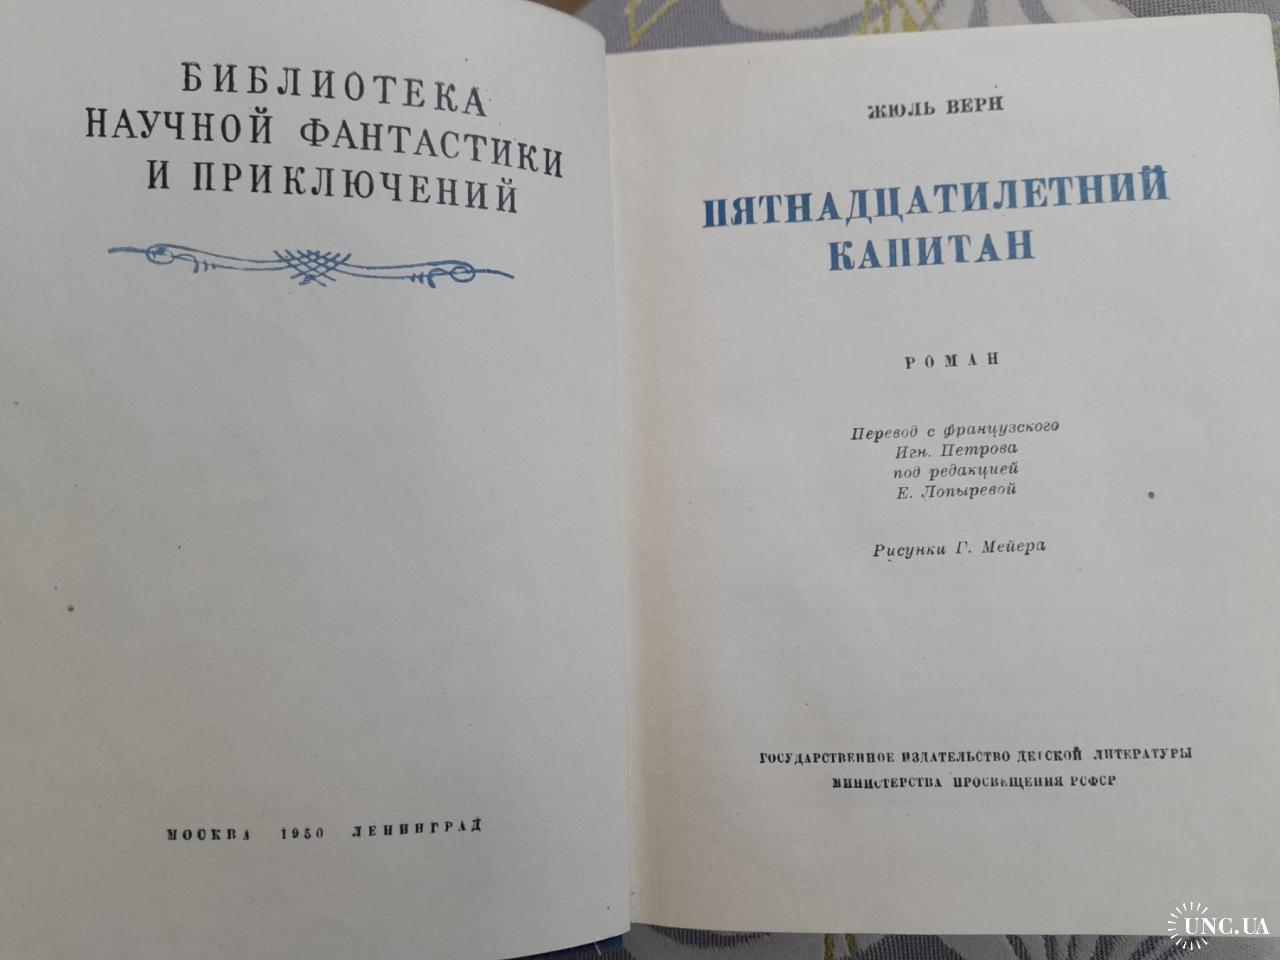 БИБЛИОТЕКА
НАУЧНОЙ ФАНТАСТИКИ
И ПРИКЛЮЧЕНИЙ
МОСКВА 1950 ЛЕНИНГРАД
ЖЮЛЬ ВЕРН
ПЯТНАДЦАТИЛЕТНИЙ
КАПИТАН
РОМАН
Перевод с французского
Игн. Петрова
под редакцией
Е. Лопыревой
Рисунки Г. Мейера
ГОСУДАРСТВЕННОЕ ИЗДАТЕЛЬСТВО ДЕТСКОЙ ЛИТЕРАТУРЫ
МИНИСТЕРСТВА ПРОСВЕЩЕНИЯ РСФСР
UNC.UA